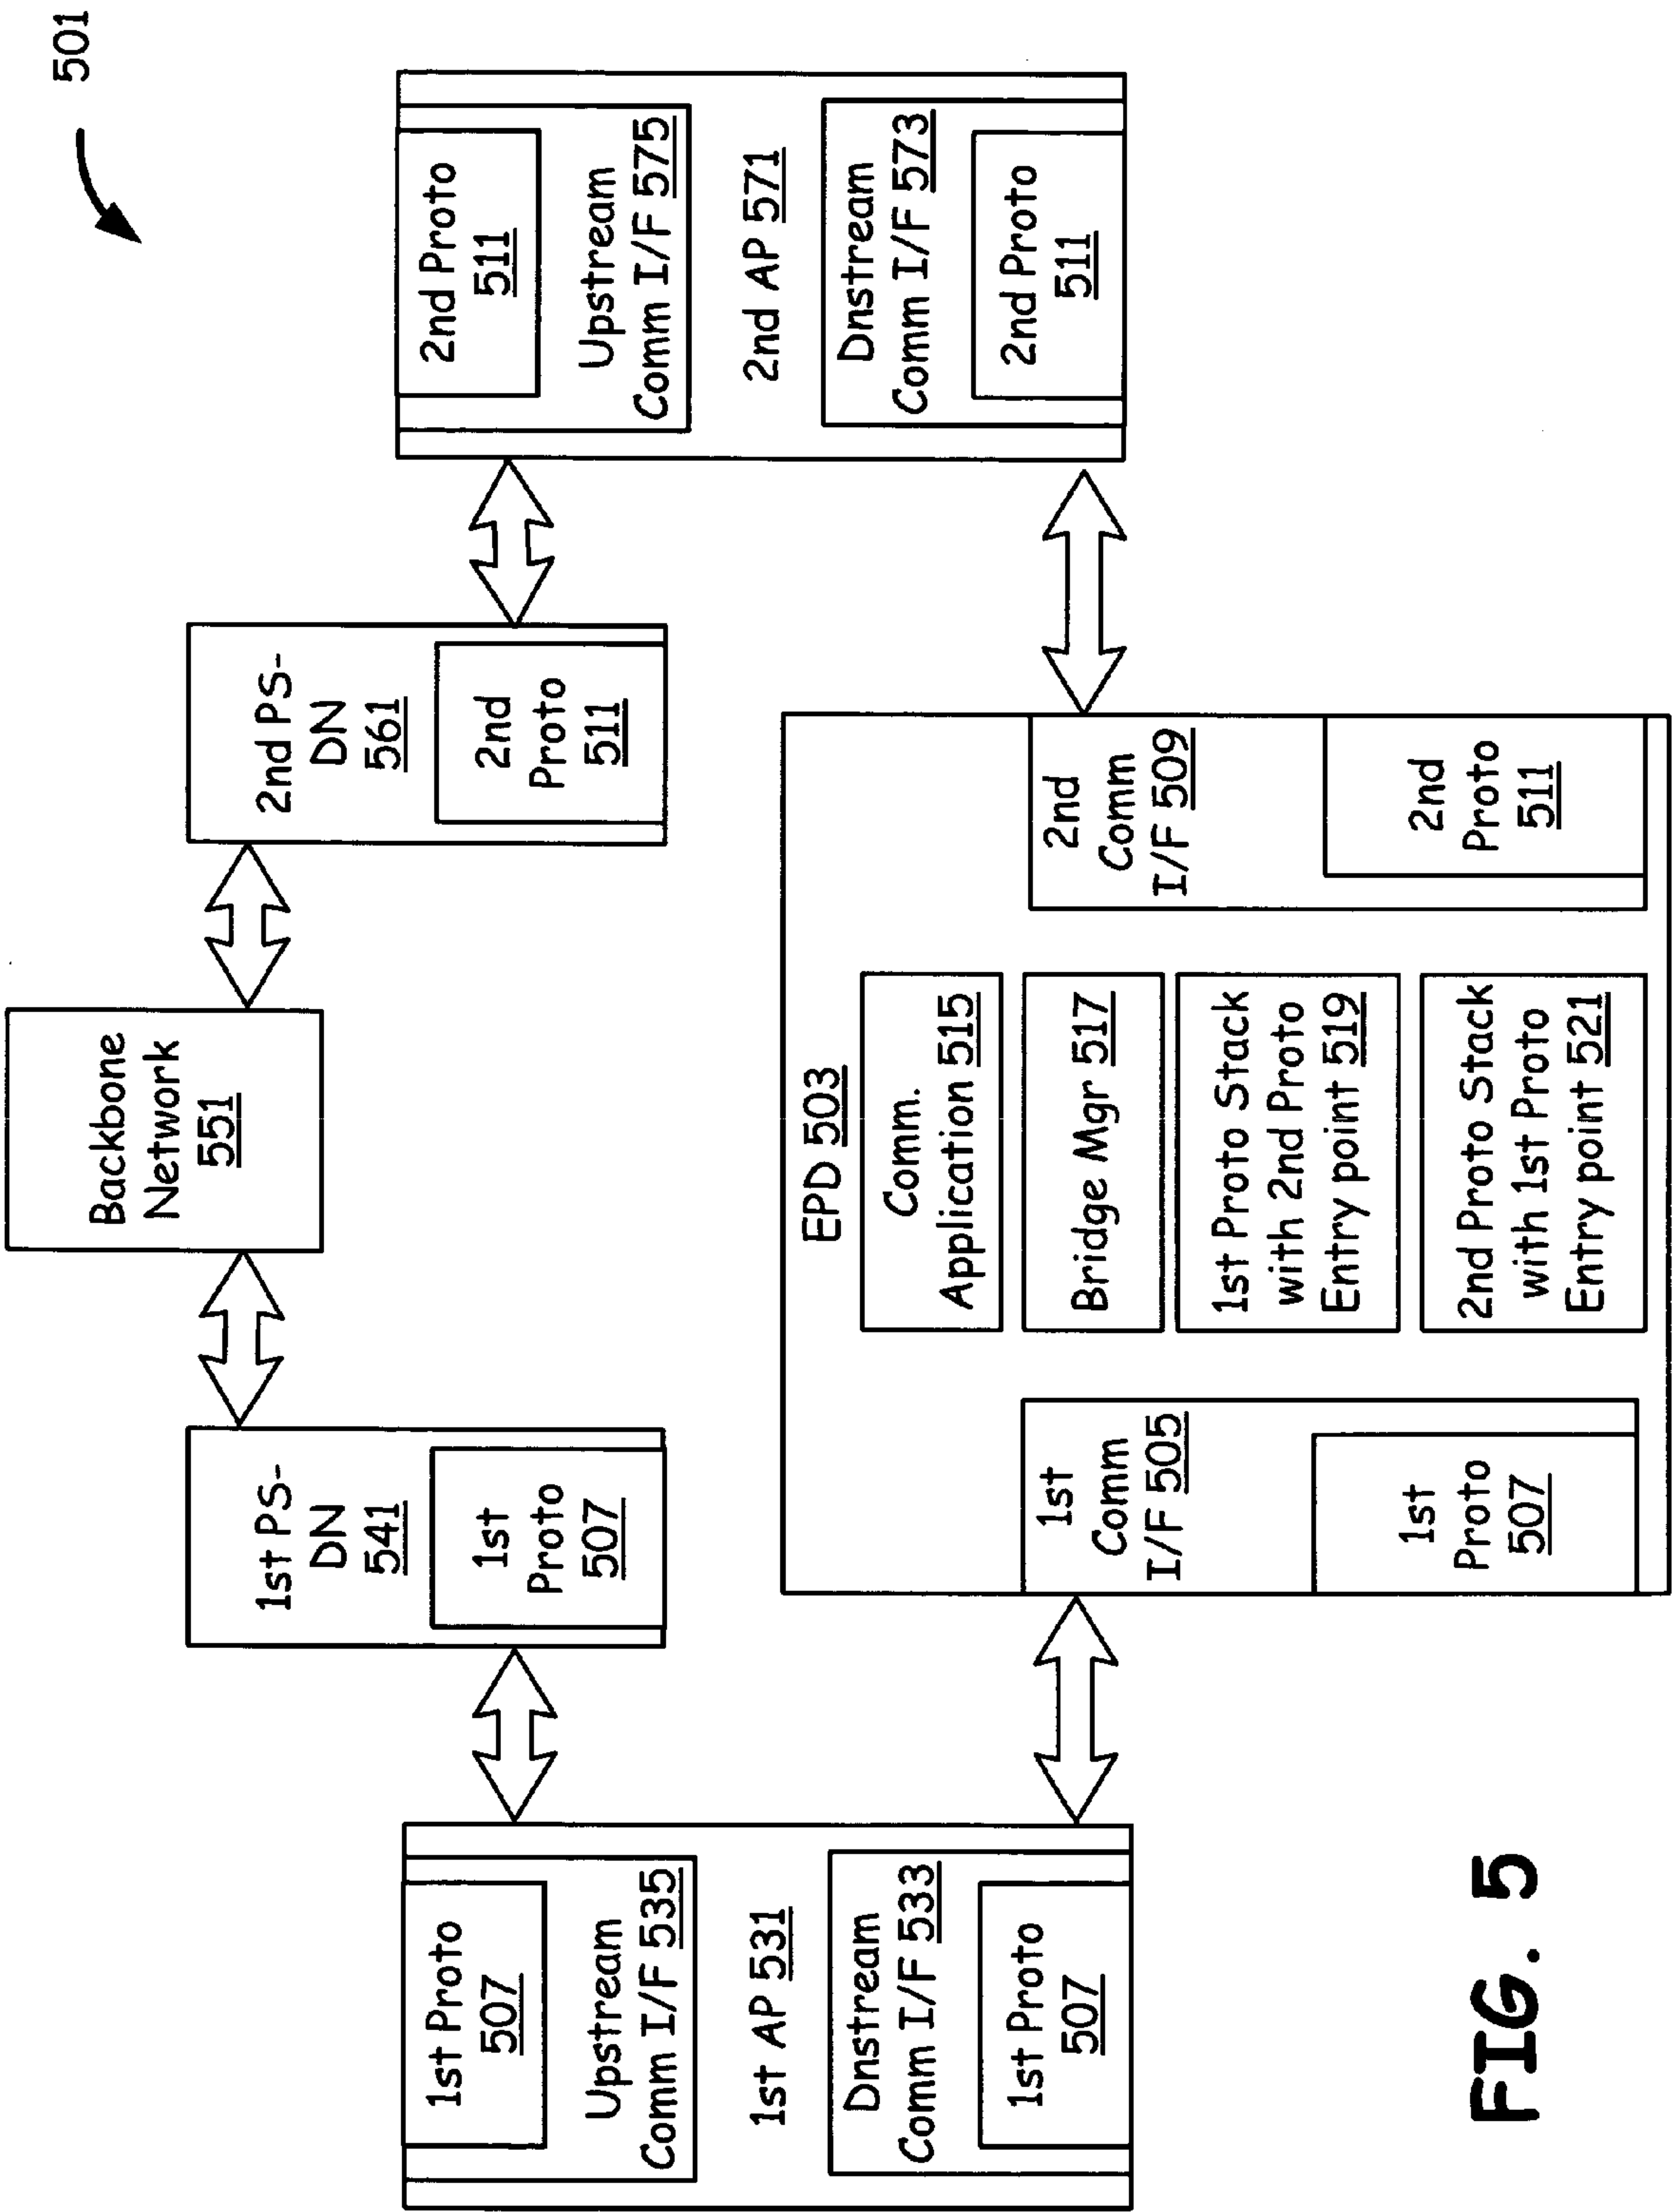 501
Backbone
Network
551
1st PS-
DN
541
1st
Proto
507
2nd PS-
DN
561
2nd
Proto
511
1st Proto
507
Upstream
Comm I/F 535
1st AP 531
Dnstream
Comm I/F 533
1st Proto
507
2nd Proto
511
Upstream
Comm I/F 575
2nd AP 571
Dnstream
Comm I/F 573
2nd Proto
511
EPD 503
1st
Comm
I/F 505
1st
Proto
507
Comm.
Application 515
Bridge Mgr 517
1st Proto Stack
with 2nd Proto
Entry point 519
2nd Proto Stack
with 1st Proto
Entry point 521
2nd
Comm
I/F 509
2nd
Proto
511
FIG. 5